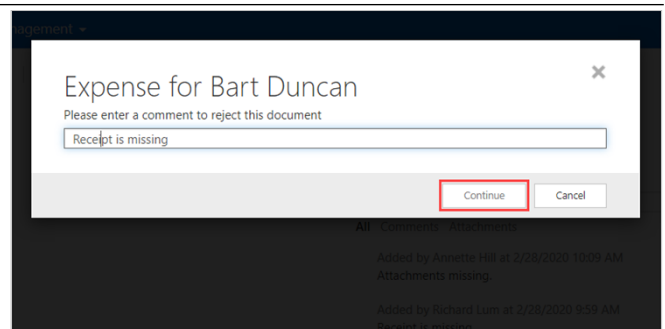 nagement
Expense for Bart Duncan
Please enter a comment to reject this document
Receipt is missing
Continue
Cancel
All Comments Attachments
Added by Annette Hill at 2/28/2020 10:09 AM
Attachments missing.
Added by Richard Lum at 2/28/2020 9:59 AM
Receipt is missing